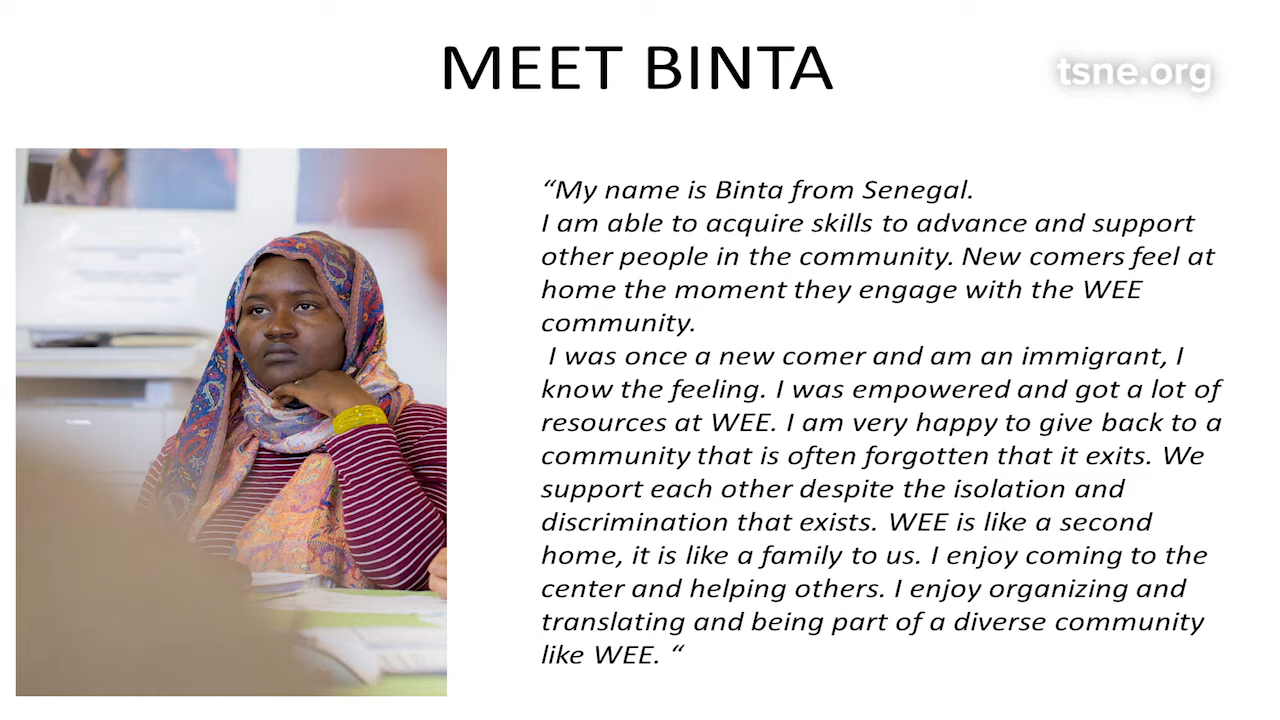 MEET BINTA
tsne.org
“My name is Binta from Senegal.
I am able to acquire skills to advance and support
other people in the community. New comers feel at
home the moment they engage with the WEE
community.
I was once a new comer and am an immigrant, I
know the feeling. I was empowered and got a lot of
resources at WEE. I am very happy to give back to a
community that is often forgotten that it exits. We
support each other despite the isolation and
discrimination that exists. WEE is like a second
home, it is like a family to us. I enjoy coming to the
center and helping others. I enjoy organizing and
translating and being part of a diverse community
like WEE. “